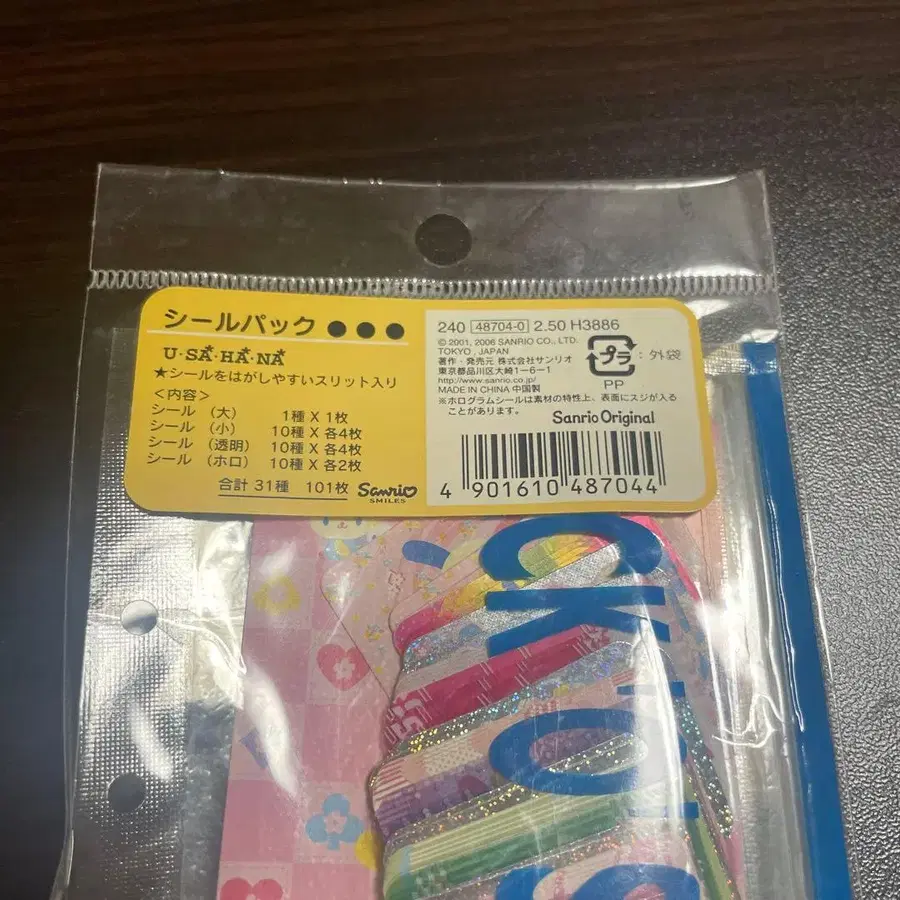 シールパック ●●●
U・SA・HA・NA
★シールをはがしやすいスリット入り
<内容>
シール (大) 1種 X 1枚
シール (小) 10種 X 各4枚
シール (透明) 10種 X 各4枚
シール (ホロ) 10種 X 各2枚
合計 31種 101枚
Sanrio
SMILES
240 48704-0 2.50 H3886
© 2001, 2006 SANRIO CO., LTD.
TOKYO, JAPAN
著作・発売元 株式会社サンリオ
東京都品川区大崎1-6-1
http://www.sanrio.co.jp/
MADE IN CHINA 中国製
プラ : 外袋
PP
※ホログラムシールは素材の特性上、表面にスジが入る
ことがあります。
Sanrio Original
4 901610 487044